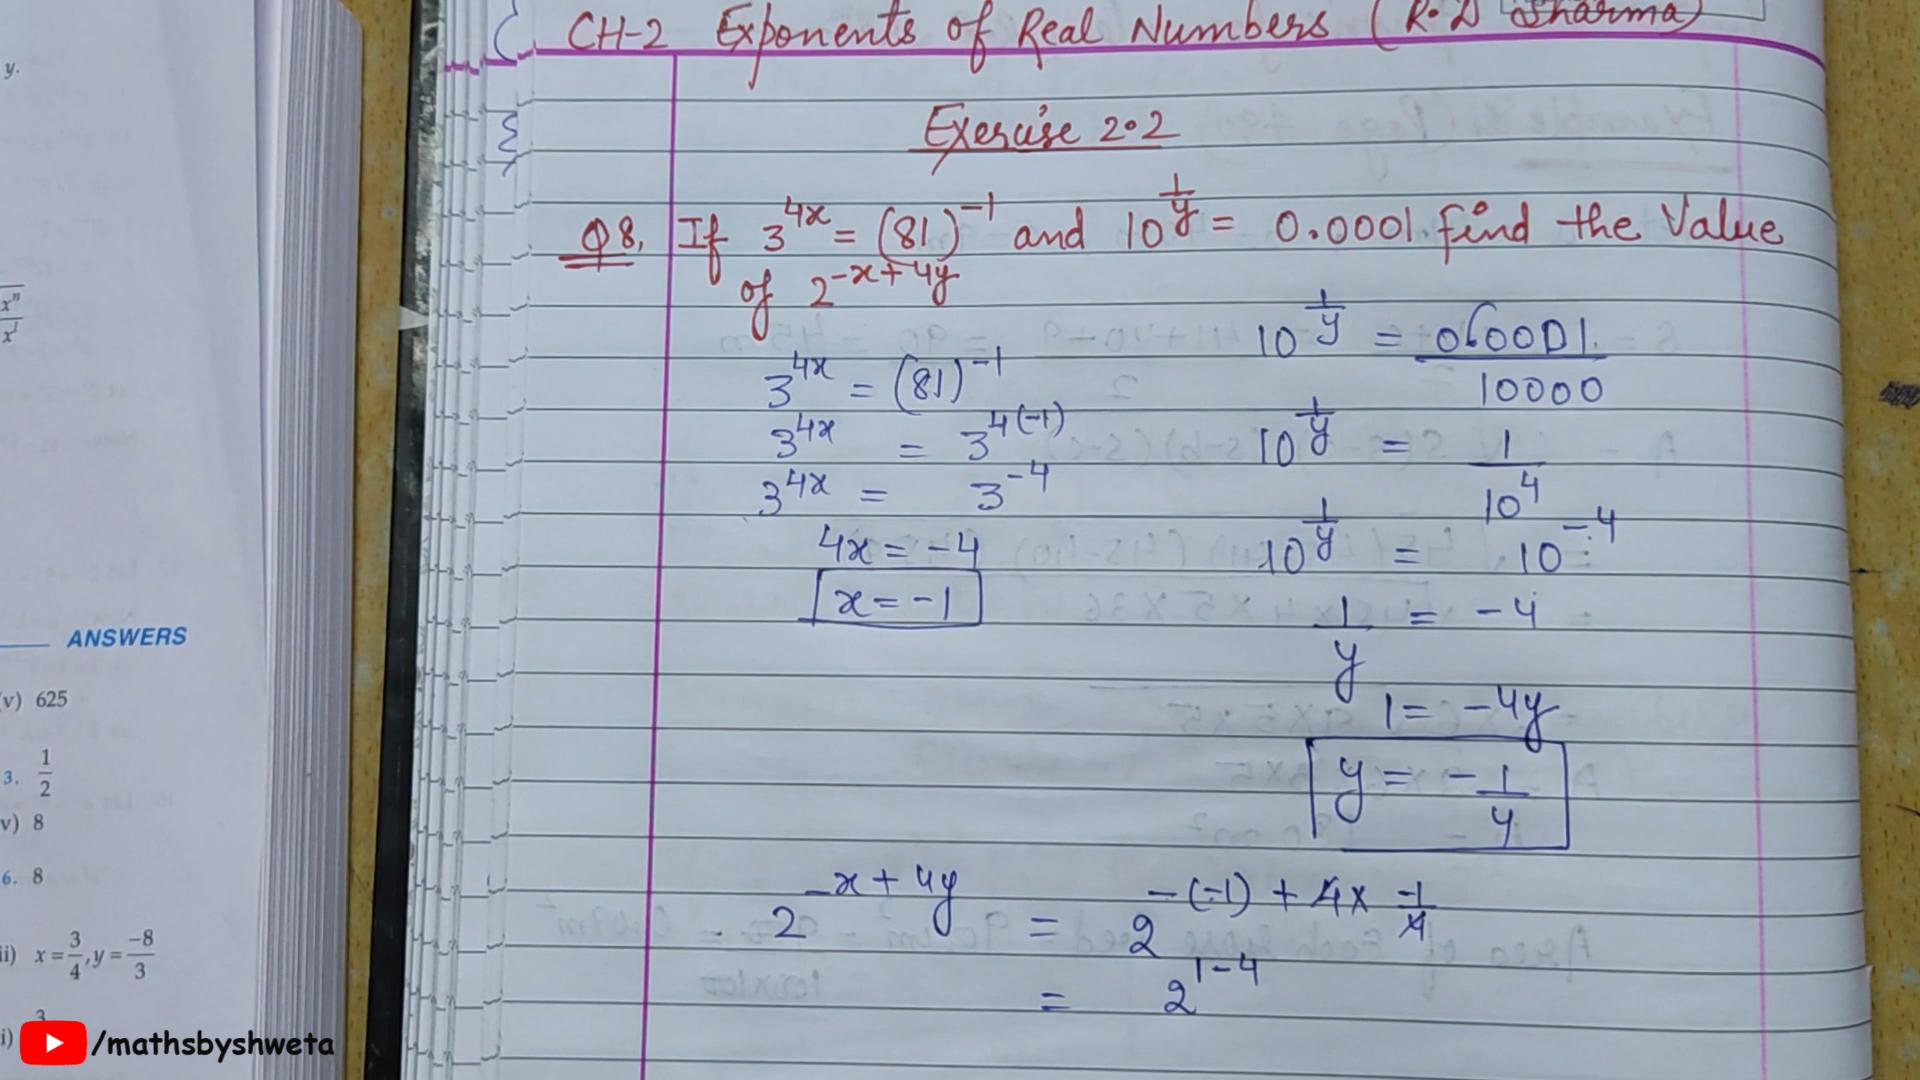 CH-2 Exponents of Real Numbers (R.D Sharma)
Exercise 2.2
Q8, If 3^{4x} = (81)^{-1} and 10^{1/y} = 0.0001. find the Value
of 2^{-x+4y}
3^{4x} = (81)^{-1}
3^{4x} = 3^{4(-1)}
3^{4x} = 3^{-4}
4x = -4
x = -1
10^{1/y} = 0.0001. / 10000
10^{1/y} = 1 / 10^4
10^{1/y} = 10^{-4}
1/y = -4
1 = -4y
y = -1/4
2^{-x+4y} = 2^{-(-1)+4x -1/4}
= 2^{1-4}
y.
x^n
x^l
ANSWERS
v) 625
3. 1/2
v) 8
6. 8
ii) x = 3/4, y = -8/3
i) 3
/mathsbyshweta